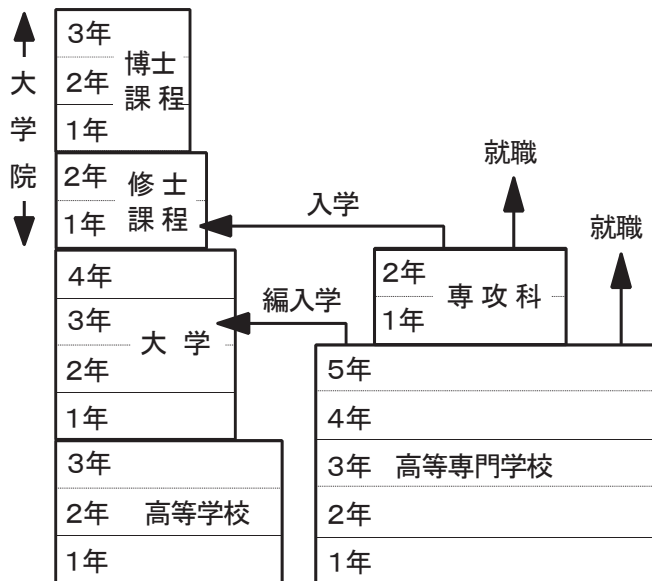 大学院
3年
2年
1年
博士
課程
2年
1年
修士
課程
入学
就職
就職
4年
3年
2年
1年
大学
編入学
2年
1年
専攻科
5年
4年
3年 高等専門学校
2年
1年
3年
2年 高等学校
1年